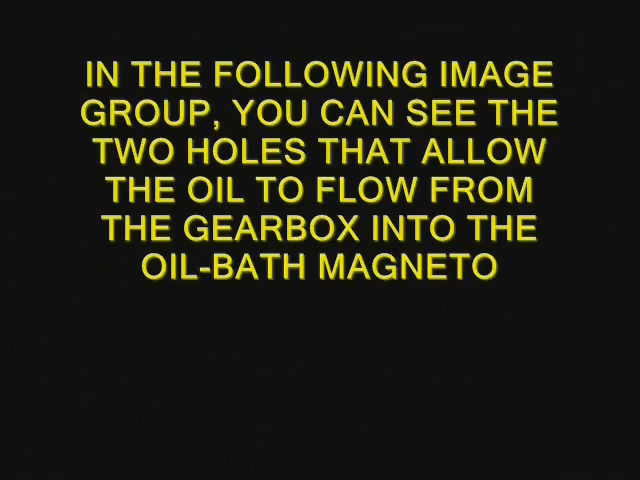 IN THE FOLLOWING IMAGE
GROUP, YOU CAN SEE THE
TWO HOLES THAT ALLOW
THE OIL TO FLOW FROM
THE GEARBOX INTO THE
OIL-BATH MAGNETO